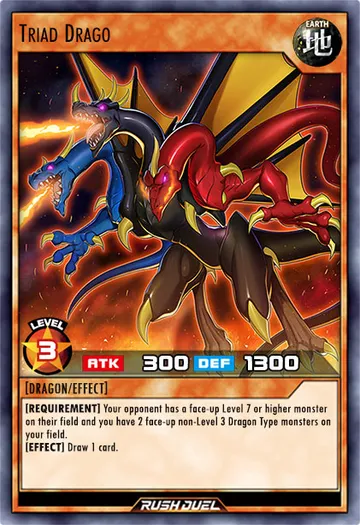 Triad Drago
EARTH
地
LEVEL
3
ATK 300 DEF 1300
[DRAGON/EFFECT]
[REQUIREMENT] Your opponent has a face-up Level 7 or higher monster
on their field and you have 2 face-up non-Level 3 Dragon Type monsters on
your field.
[EFFECT] Draw 1 card.
RUSH DUEL